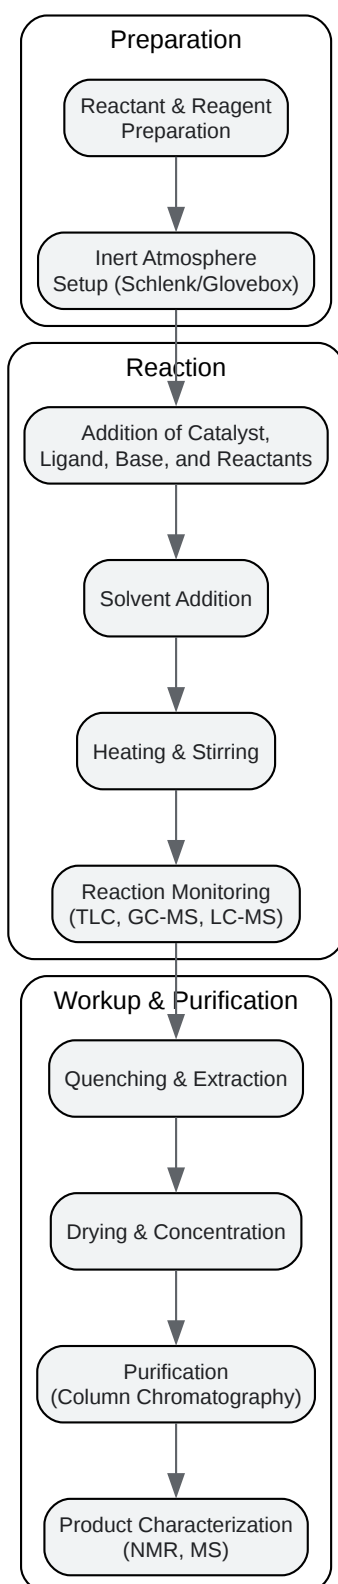 Preparation
Reactant & Reagent
Preparation
Inert Atmosphere
Setup (Schlenk/Glovebox)
Reaction
Addition of Catalyst,
Ligand, Base, and Reactants
Solvent Addition
Heating & Stirring
Reaction Monitoring
(TLC, GC-MS, LC-MS)
Workup & Purification
Quenching & Extraction
Drying & Concentration
Purification
(Column Chromatography)
Product Characterization
(NMR, MS)